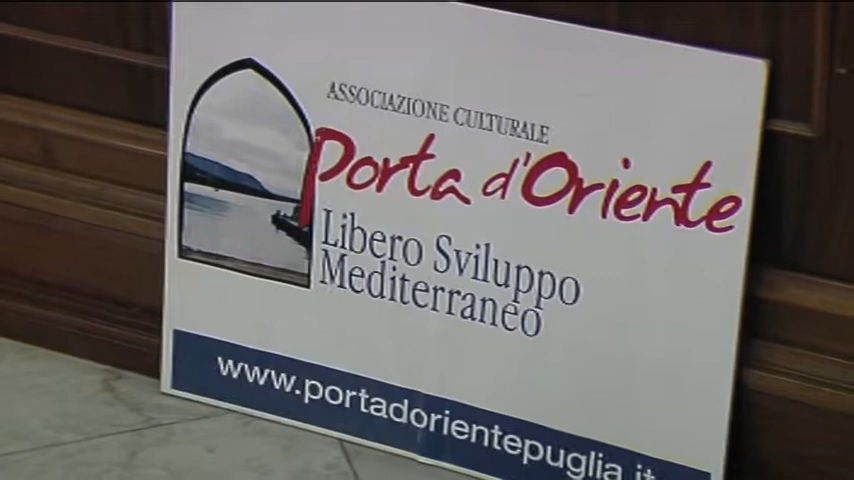 ASSOCIAZIONE CULTURALE
Porta d'Oriente
Libero Sviluppo
Mediterraneo
www.portadorientepuglia.it